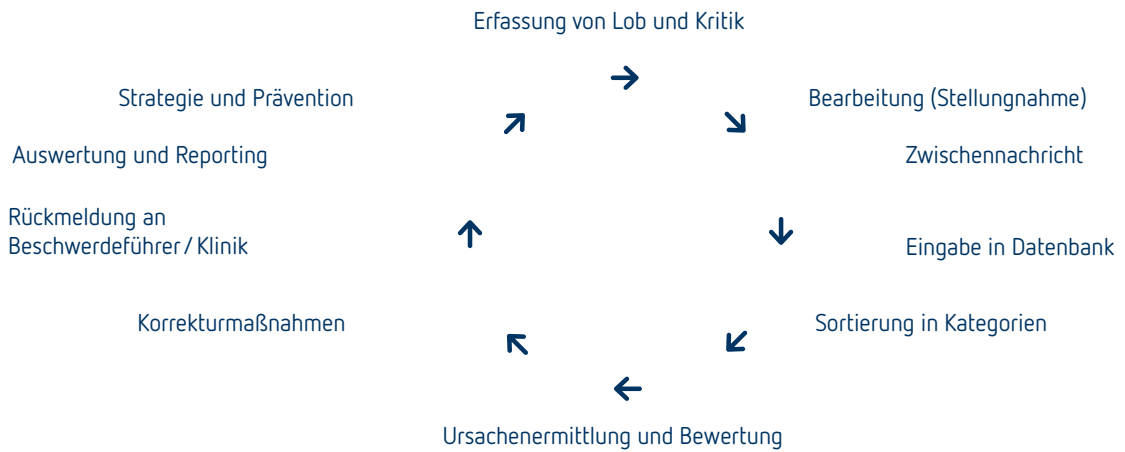 Erfassung von Lob und Kritik
Bearbeitung (Stellungnahme)
Zwischennachricht
Eingabe in Datenbank
Sortierung in Kategorien
Ursachenermittlung und Bewertung
Korrekturmaßnahmen
Rückmeldung an
Beschwerdeführer / Klinik
Auswertung und Reporting
Strategie und Prävention